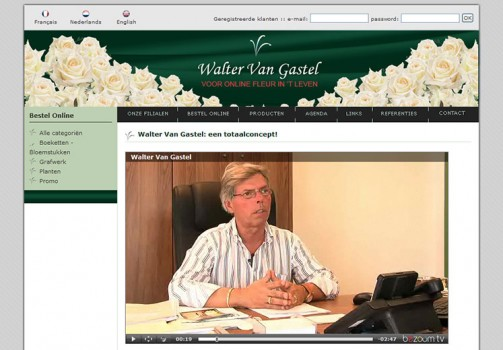 Français Nederlands English
Geregistreerde klanten :: e-mail: password: OK
Walter Van Gastel
VOOR ONLINE FLEUR IN 'T LEVEN
Bestel Online
ONZE FILIALEN BESTEL ONLINE PRODUCTEN AGENDA LINKS REFERENTIES CONTACT
Alle categoriën
Boeketten -
Bloemstukken
Grafwerk
Planten
Promo
Walter Van Gastel: een totaalconcept!
Walter Van Gastel
00:19
-02:47
bezoom.tv